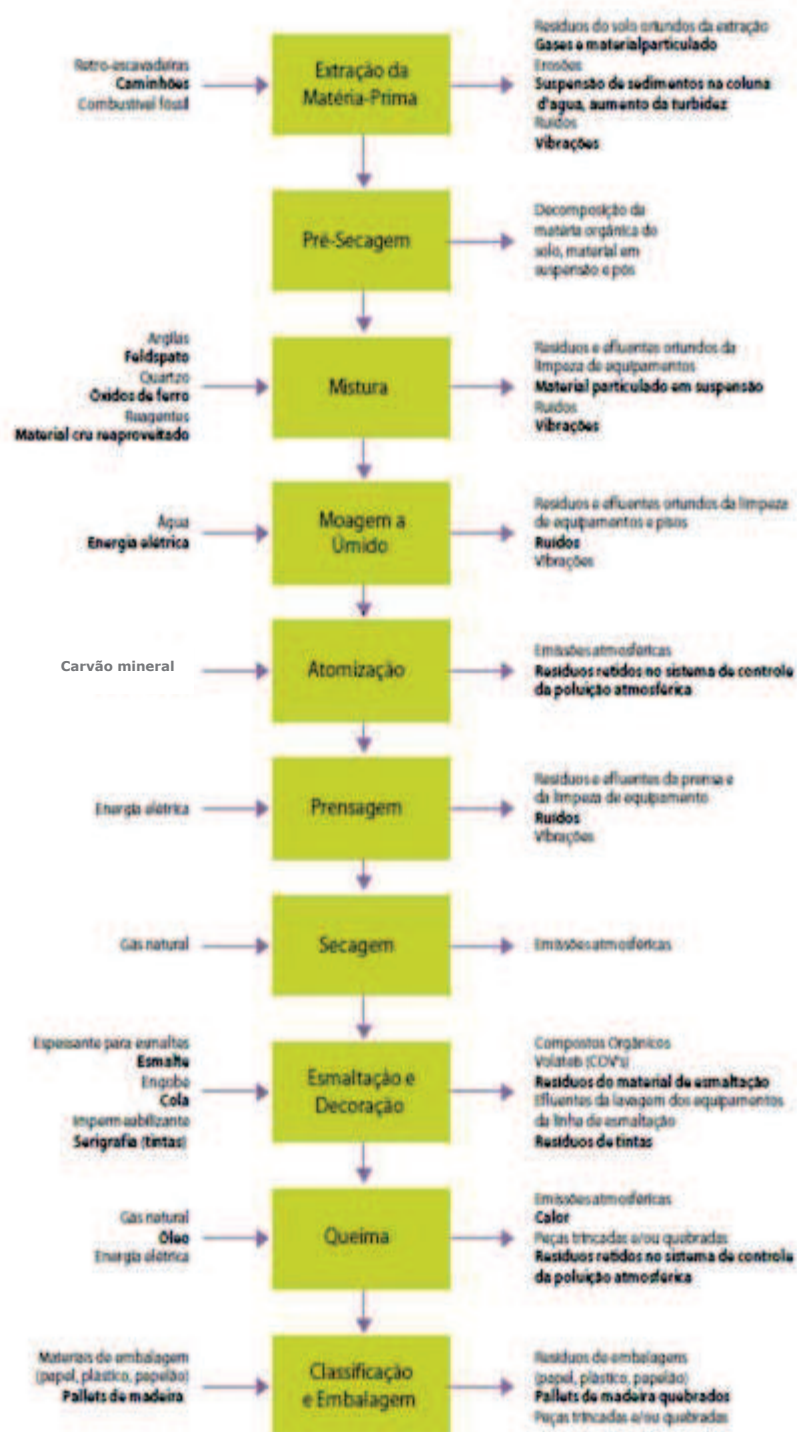 Retro-escavadeiras
Caminhões
Combustível fóssil
Extração da
Matéria-Prima
Resíduos do solo oriundos da extração
Gases e material particulado
Erosões
Suspensão de sedimentos na coluna
d'agua, aumento da turbidez
Ruídos
Vibrações
Pré-Secagem
Decomposição da
matéria orgânica do
solo, material em
suspensão e pós
Argilas
Feldspato
Quartzo
Óxidos de ferro
Reagentes
Material cru reaproveitado
Mistura
Resíduos e efluentes oriundos da
limpeza de equipamentos
Material particulado em suspensão
Ruídos
Vibrações
Água
Energia elétrica
Moagem a
Úmido
Resíduos e efluentes oriundos da limpeza
de equipamentos e pisos
Ruídos
Vibrações
Carvão mineral
Atomização
Emissões atmosféricas
Resíduos retidos no sistema de controle
da poluição atmosférica
Energia elétrica
Prensagem
Resíduos e efluentes da prensa e
da limpeza de equipamento
Ruídos
Vibrações
Gás natural
Secagem
Emissões atmosféricas
Espessante para esmaltes
Esmalte
Engobe
Cola
Impermeabilizante
Serigrafia (tintas)
Esmaltação e
Decoração
Compostos Orgânicos
Voláteis (COV's)
Resíduos do material de esmaltação
Efluentes da lavagem dos equipamentos
da linha de esmaltação
Resíduos de tintas
Gás natural
Óleo
Energia elétrica
Queima
Emissões atmosféricas
Calor
Peças trincadas e/ou quebradas
Resíduos retidos no sistema de controle
da poluição atmosférica
Materiais de embalagem
(papel, plástico, papelão)
Pallets de madeira
Classificação
e Embalagem
Resíduos de embalagens
(papel, plástico, papelão)
Pallets de madeira quebrados
Peças trincadas e/ou quebradas